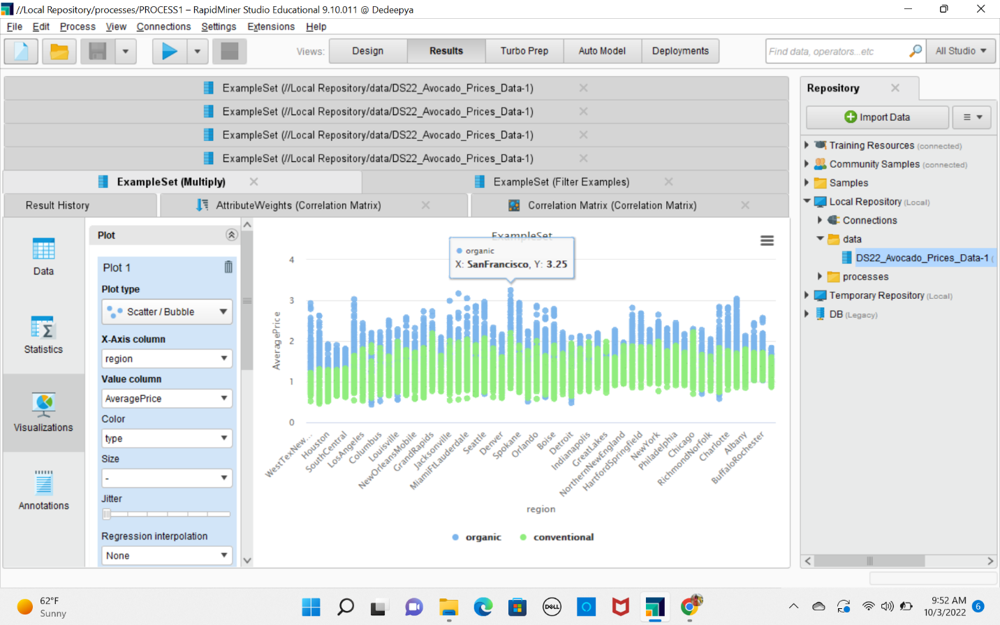 //Local Repository/processes/PROCESS1 – RapidMiner Studio Educational 9.10.011 @ Dedeepya
File Edit Process View Connections Settings Extensions Help
Views: Design Results Turbo Prep Auto Model Deployments
Find data, operators...etc
All Studio
ExampleSet (//Local Repository/data/DS22_Avocado_Prices_Data-1)
ExampleSet (//Local Repository/data/DS22_Avocado_Prices_Data-1)
ExampleSet (//Local Repository/data/DS22_Avocado_Prices_Data-1)
ExampleSet (//Local Repository/data/DS22_Avocado_Prices_Data-1)
ExampleSet (Multiply)
ExampleSet (Filter Examples)
Result History
AttributeWeights (Correlation Matrix)
Correlation Matrix (Correlation Matrix)
Data
Statistics
Visualizations
Annotations
Plot
Plot 1
Plot type
Scatter / Bubble
X-Axis column
region
Value column
AveragePrice
Color
type
Size
-
Jitter
Regression interpolation
None
ExampleSet
organic
X: SanFrancisco, Y: 3.25
AveragePrice
4
3
2
1
0
WestTexNew...
Houston
SouthCentral
LosAngeles
Columbus
Louisville
NewOrleansMobile
GrandRapids
Jacksonville
MiamiFtLauderdale
Seattle
Denver
Spokane
Orlando
Boise
Detroit
Indianapolis
GreatLakes
NorthernNewEngland
HartfordSpringfield
NewYork
Philadelphia
Chicago
RichmondNorfolk
Charlotte
Albany
BuffaloRochester
region
organic conventional
Repository
Import Data
Training Resources (connected)
Community Samples (connected)
Samples
Local Repository (Local)
Connections
data
DS22_Avocado_Prices_Data-1 (
processes
Temporary Repository (Local)
DB (Legacy)
62°F
Sunny
DELL
9:52 AM
10/3/2022
6